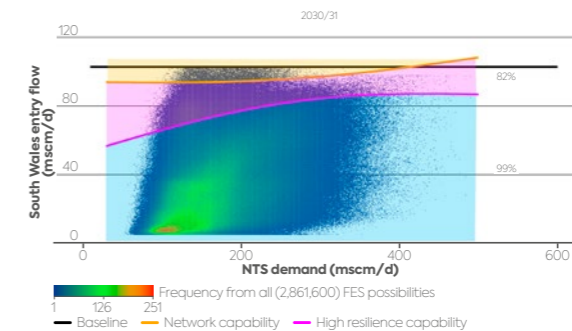 2030/31
120
80
40
0
82%
99%
South Wales entry flow
(mscm/d)
0
200
400
600
NTS demand (mscm/d)
Frequency from all (2,861,600) FES possibilities
1
126
251
Baseline
Network capability
High resilience capability